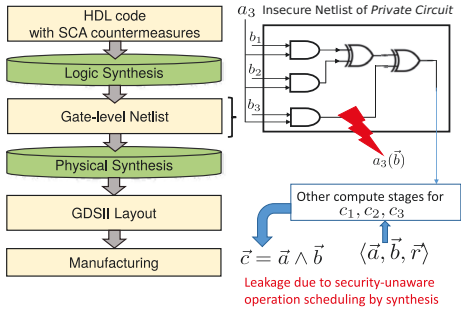 HDL code
with SCA countermeasures
Logic Synthesis
Gate-level Netlist
Physical Synthesis
GDSII Layout
Manufacturing
a₃ Insecure Netlist of Private Circuit
b₁
b₂
b₃
a₃(b⃗)
Other compute stages for
c₁, c₂, c₃
c⃗ = a⃗ ∧ b⃗
⟨a⃗, b⃗, r⃗⟩
Leakage due to security-unaware
operation scheduling by synthesis